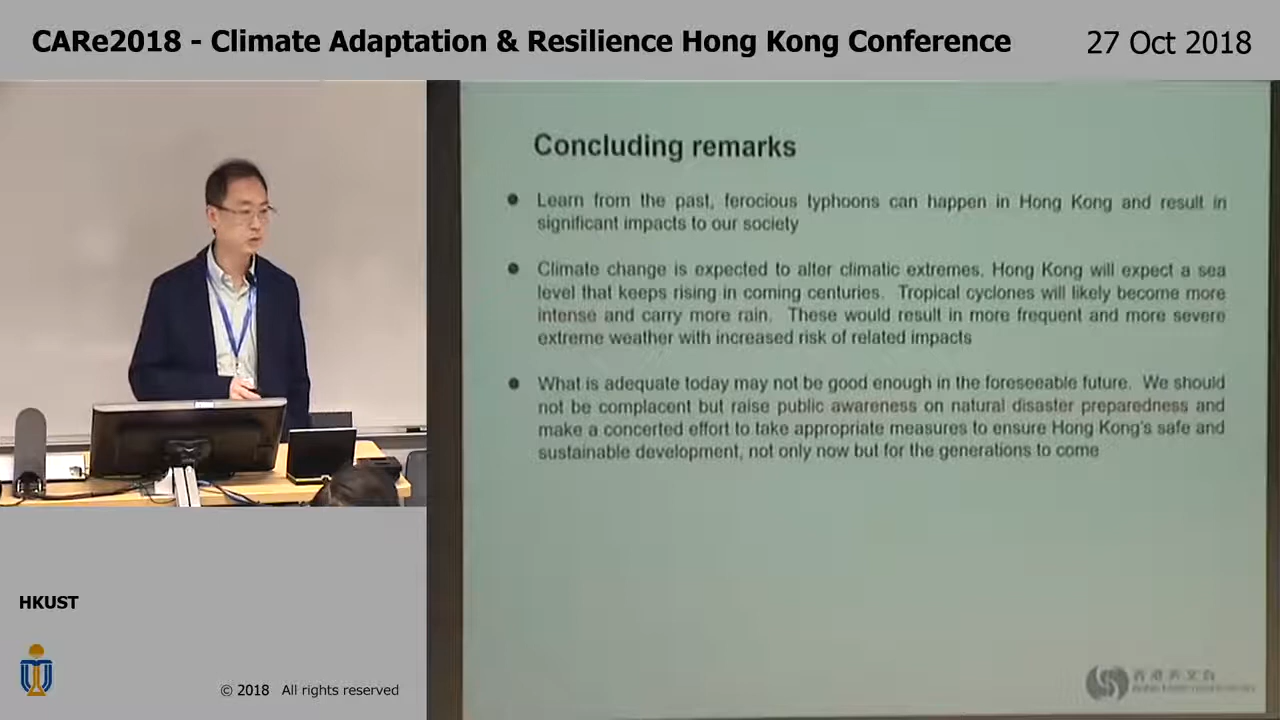 CARe2018 - Climate Adaptation & Resilience Hong Kong Conference
27 Oct 2018
Concluding remarks
Learn from the past, ferocious typhoons can happen in Hong Kong and result in
significant impacts to our society
Climate change is expected to alter climatic extremes. Hong Kong will expect a sea
level that keeps rising in coming centuries. Tropical cyclones will likely become more
intense and carry more rain. These would result in more frequent and more severe
extreme weather with increased risk of related impacts
What is adequate today may not be good enough in the foreseeable future. We should
not be complacent but raise public awareness on natural disaster preparedness and
make a concerted effort to take appropriate measures to ensure Hong Kong's safe and
sustainable development, not only now but for the generations to come
HKUST
© 2018 All rights reserved